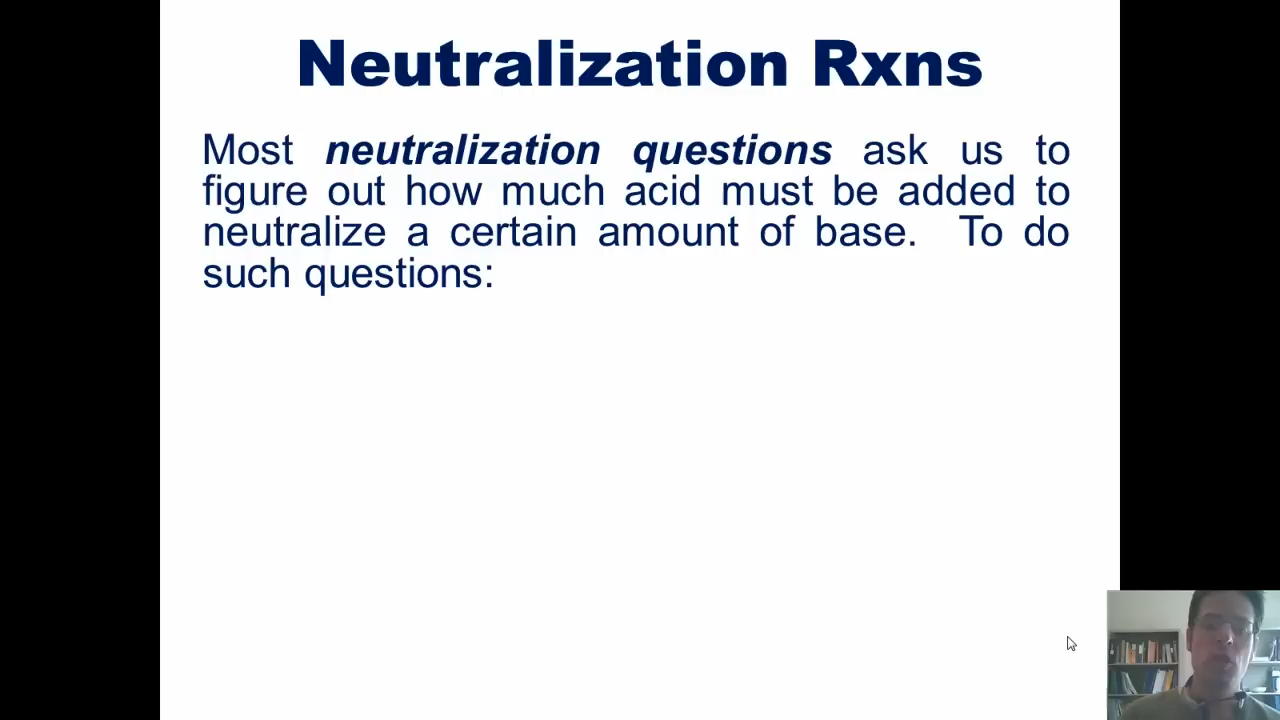 Neutralization Rxns
Most neutralization questions ask us to
figure out how much acid must be added to
neutralize a certain amount of base. To do
such questions: